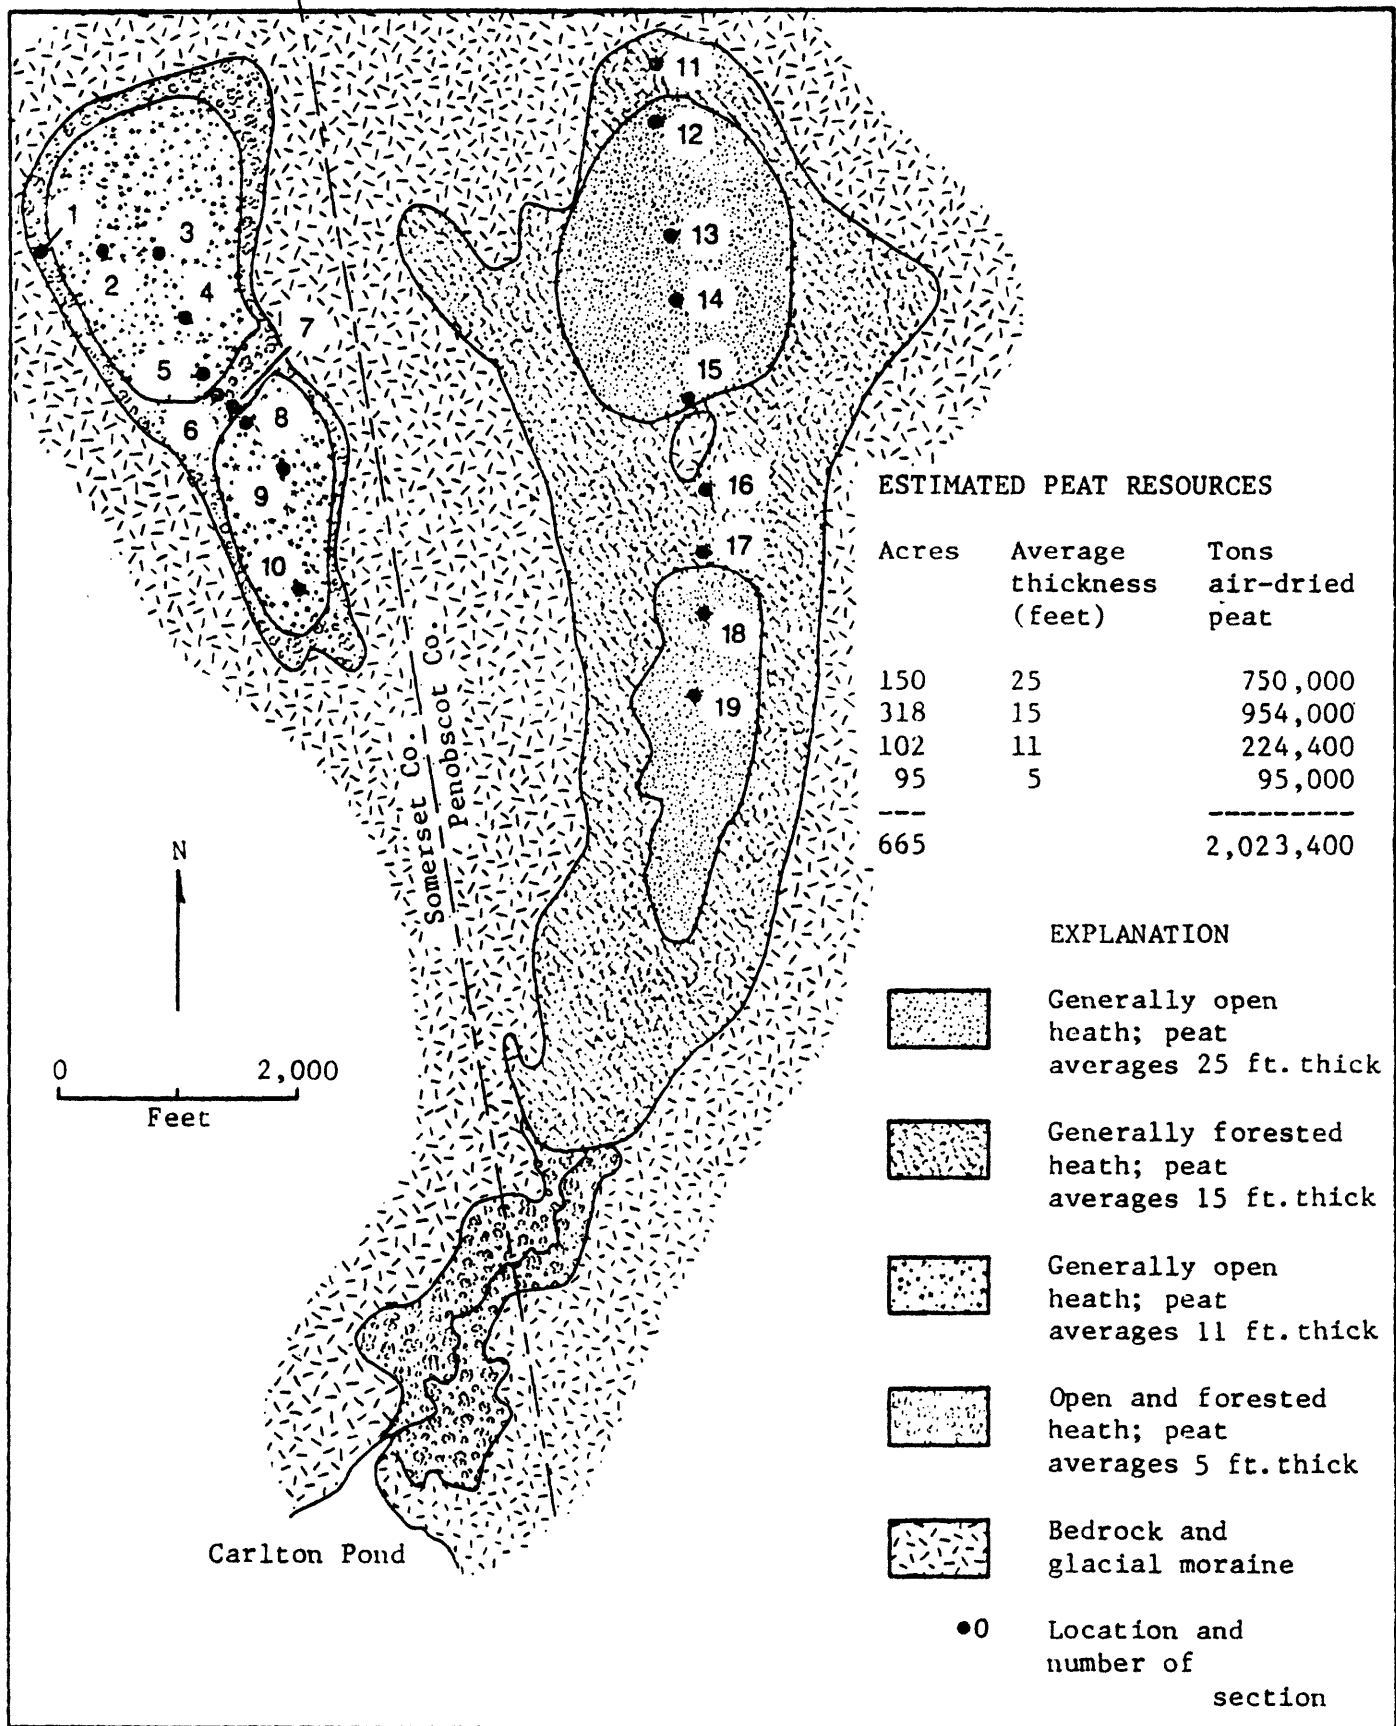 11
12
1
3
13
2
4
14
7
5
15
8
6
16
9
17
10
18
19
Somerset Co.
Penobscot Co.
N
0 2,000
Feet
Carlton Pond
ESTIMATED PEAT RESOURCES
Acres Average Tons
thickness air-dried
(feet) peat
150 25 750,000
318 15 954,000
102 11 224,400
95 5 95,000
--- ---------
665 2,023,400
EXPLANATION
Generally open
heath; peat
averages 25 ft. thick
Generally forested
heath; peat
averages 15 ft. thick
Generally open
heath; peat
averages 11 ft. thick
Open and forested
heath; peat
averages 5 ft. thick
Bedrock and
glacial moraine
●0 Location and
number of
section